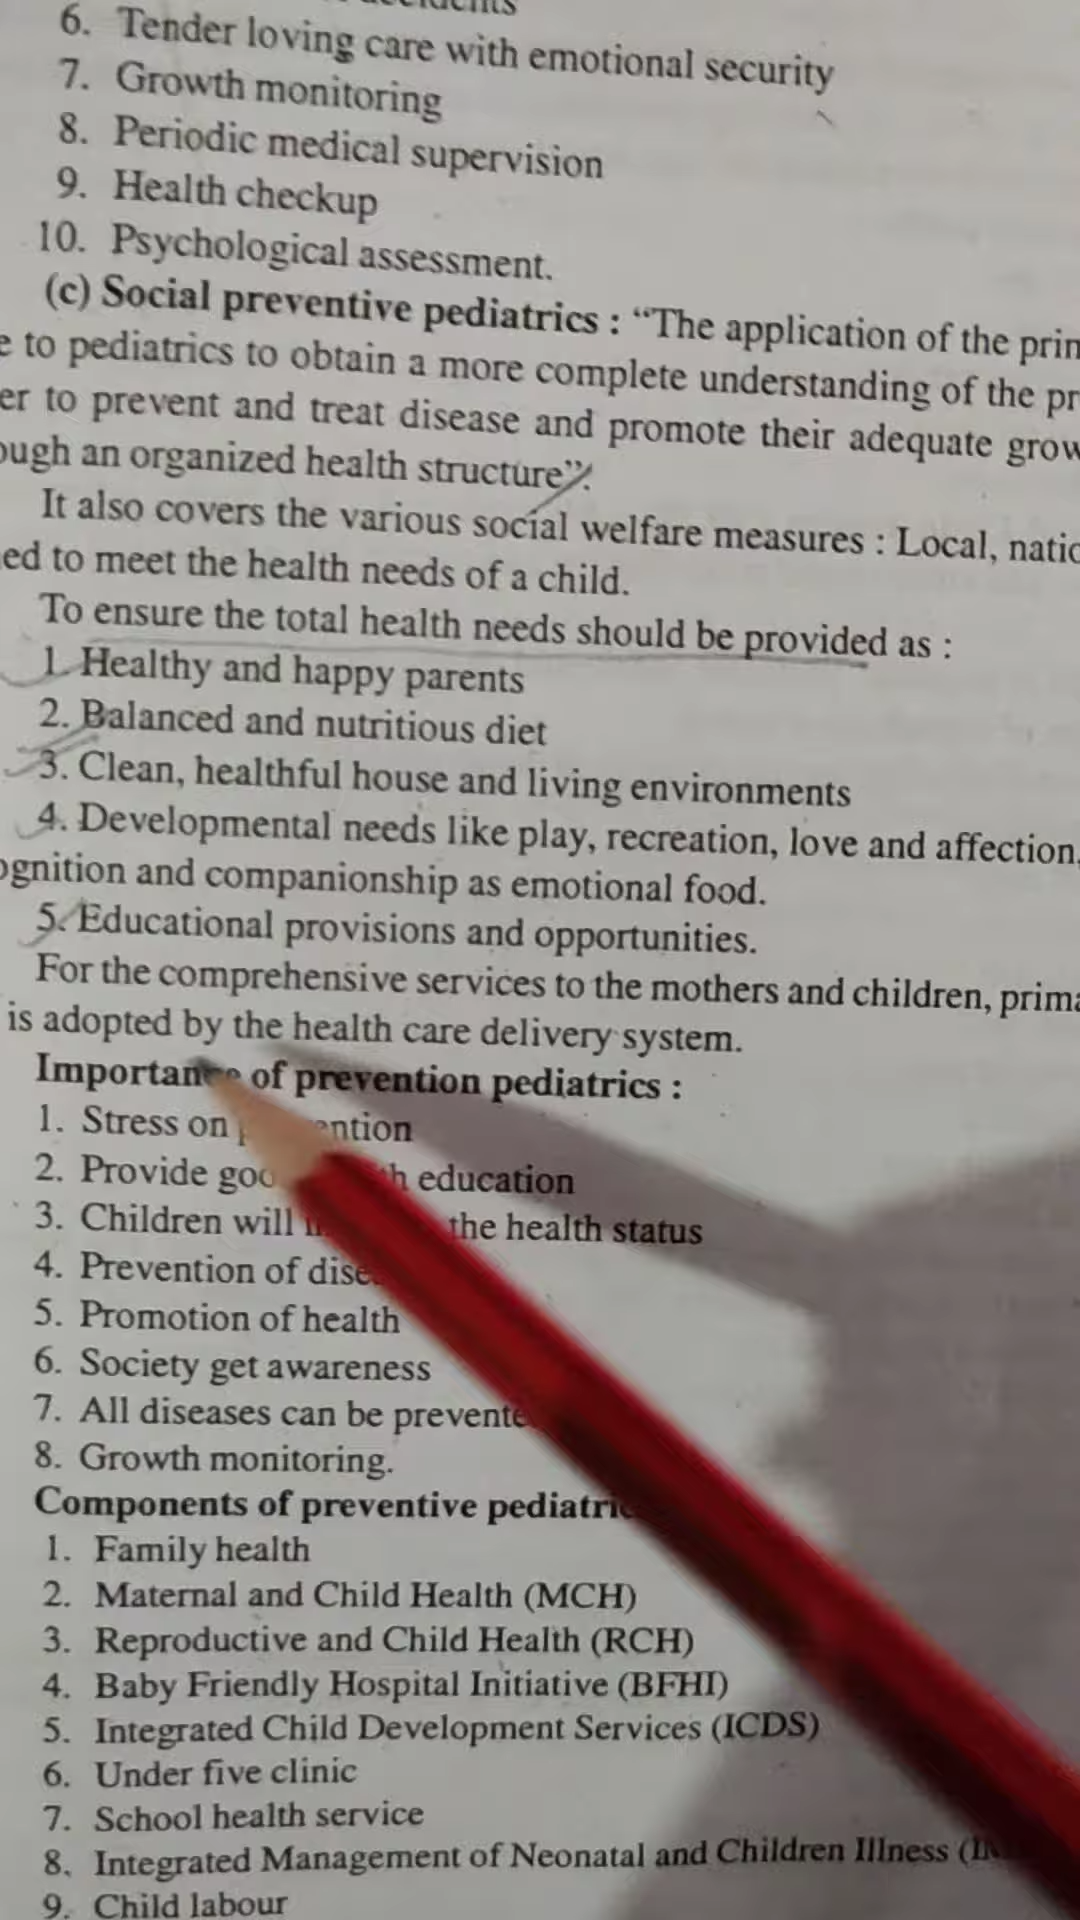 6. Tender loving care with emotional security
7. Growth monitoring
8. Periodic medical supervision
9. Health checkup
10. Psychological assessment.
(c) Social preventive pediatrics : “The application of the
to pediatrics to obtain a more complete understanding of the
to prevent and treat disease and promote their adequate
an organized health structure”.
It also covers the various social welfare measures : Local,
to meet the health needs of a child.
To ensure the total health needs should be provided as :
1. Healthy and happy parents
2. Balanced and nutritious diet
3. Clean, healthful house and living environments
4. Developmental needs like play, recreation, love and affection,
and companionship as emotional food.
5. Educational provisions and opportunities.
For the comprehensive services to the mothers and children,
is adopted by the health care delivery system.
Importance of prevention pediatrics :
1. Stress on
2. Provide education
3. Children will the health status
4. Prevention of
5. Promotion of health
6. Society get awareness
7. All diseases can be
8. Growth monitoring.
Components of preventive
1. Family health
2. Maternal and Child Health (MCH)
3. Reproductive and Child Health (RCH)
4. Baby Friendly Hospital Initiative (BFHI)
5. Integrated Child Development Services (ICDS)
6. Under five clinic
7. School health service
8. Integrated Management of Neonatal and Children Illness
9. Child labour